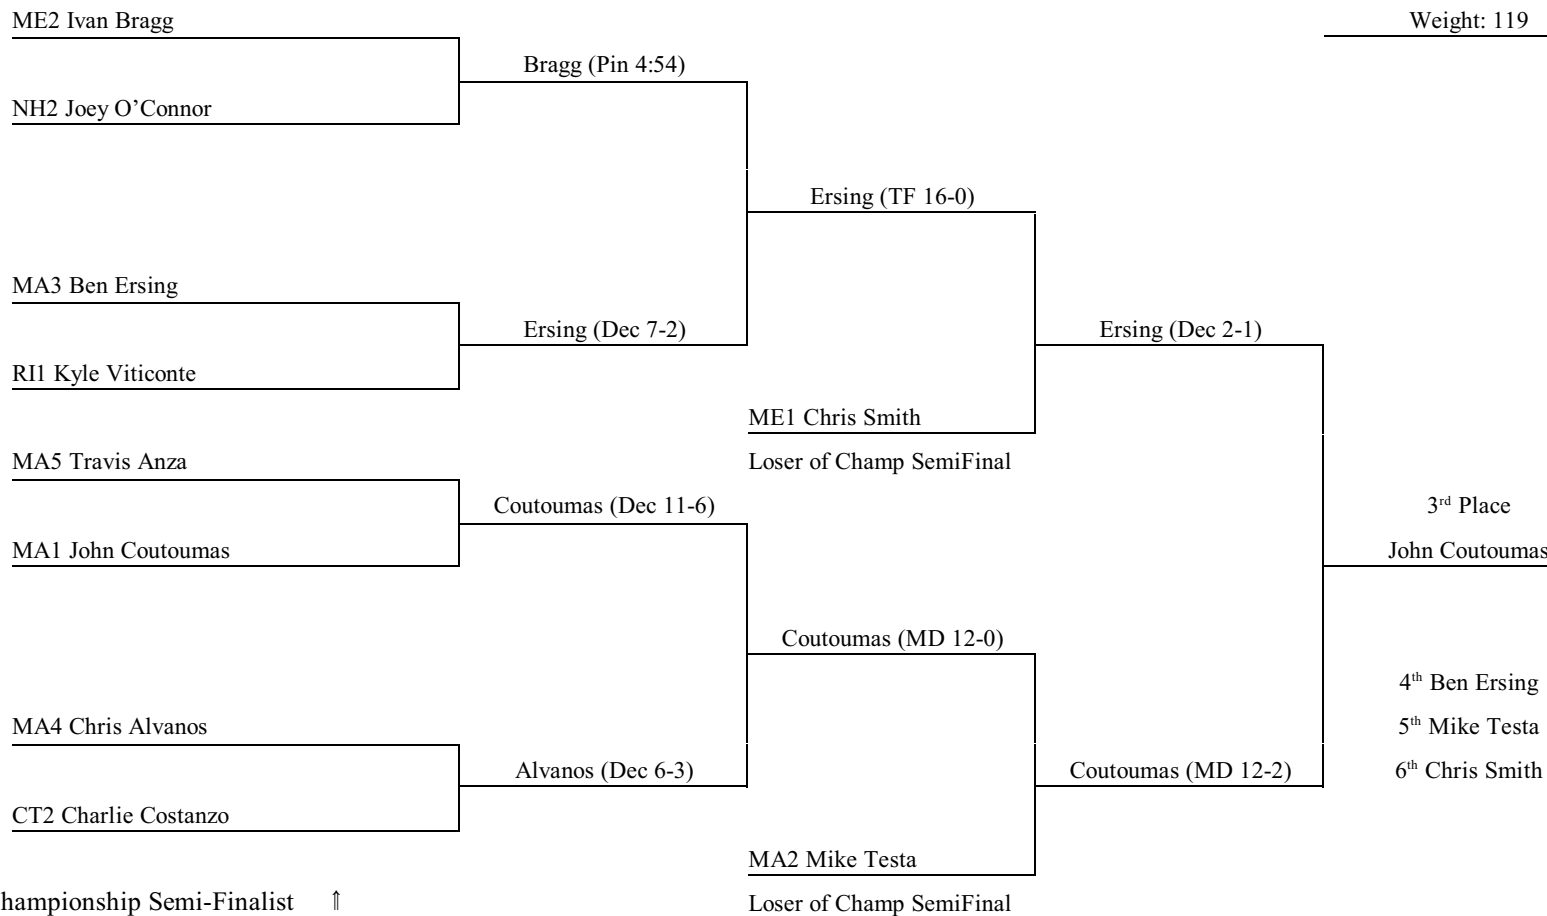 ME2 Ivan Bragg
Weight: 119
Bragg (Pin 4:54)
NH2 Joey O’Connor
Ersing (TF 16-0)
MA3 Ben Ersing
Ersing (Dec 7-2)
Ersing (Dec 2-1)
RI1 Kyle Viticonte
ME1 Chris Smith
MA5 Travis Anza
Loser of Champ SemiFinal
Coutoumas (Dec 11-6)
3rd Place
MA1 John Coutoumas
John Coutoumas
Coutoumas (MD 12-0)
4th Ben Ersing
MA4 Chris Alvanos
5th Mike Testa
Alvanos (Dec 6-3)
Coutoumas (MD 12-2)
6th Chris Smith
CT2 Charlie Costanzo
MA2 Mike Testa
hampionship Semi-Finalist ⇑
Loser of Champ SemiFinal